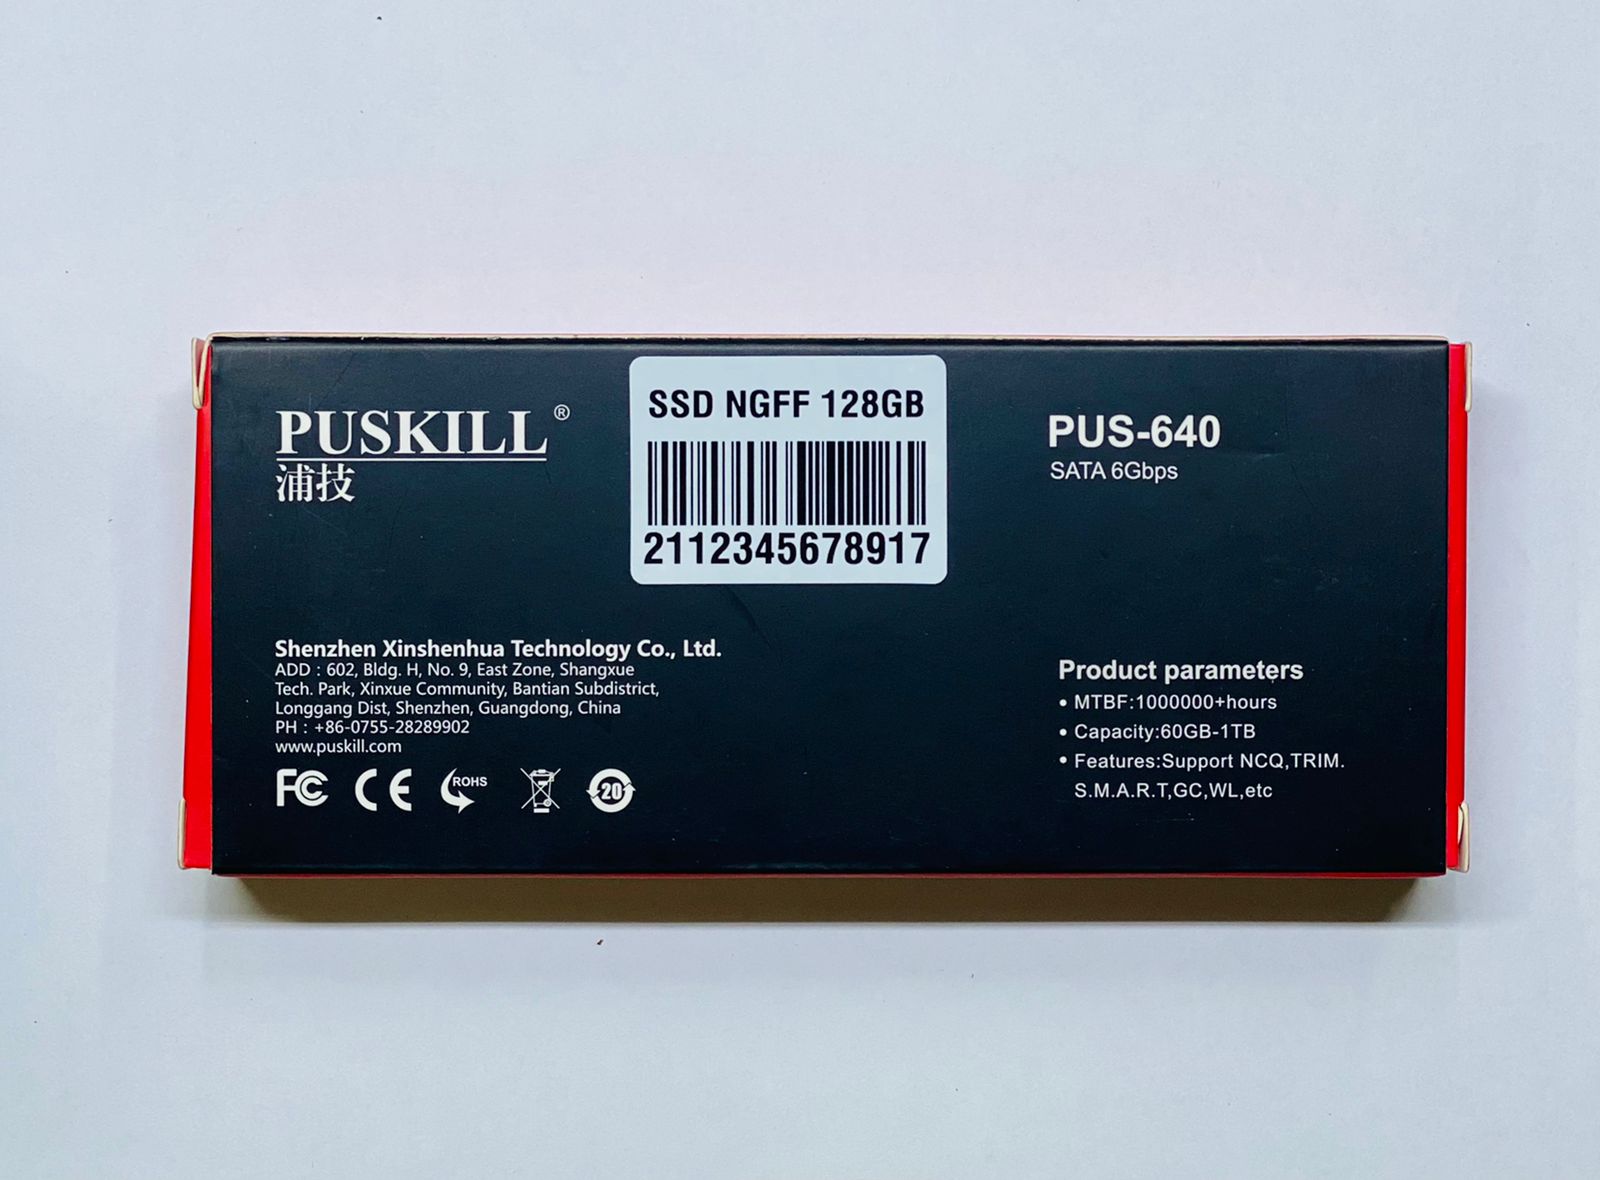 PUSKILL®
浦技
SSD NGFF 128GB
2112345678917
PUS-640
SATA 6Gbps
Shenzhen Xinshenhua Technology Co., Ltd.
ADD : 602, Bldg. H, No. 9, East Zone, Shangxue
Tech. Park, Xinxue Community, Bantian Subdistrict,
Longgang Dist, Shenzhen, Guangdong, China
PH : +86-0755-28289902
www.puskill.com
FC CE ROHS 20
Product parameters
• MTBF:1000000+hours
• Capacity:60GB-1TB
• Features:Support NCQ,TRIM.
S.M.A.R.T,GC,WL,etc